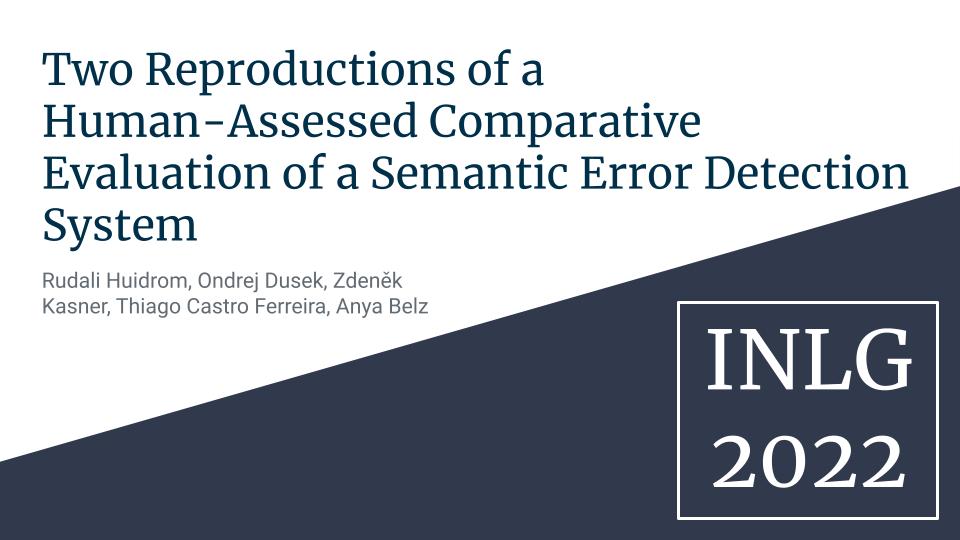 Two Reproductions of a
Human-Assessed Comparative
Evaluation of a Semantic Error Detection
System
Rudali Huidrom, Ondrej Dusek, Zdeněk
Kasner, Thiago Castro Ferreira, Anya Belz
INLG
2022